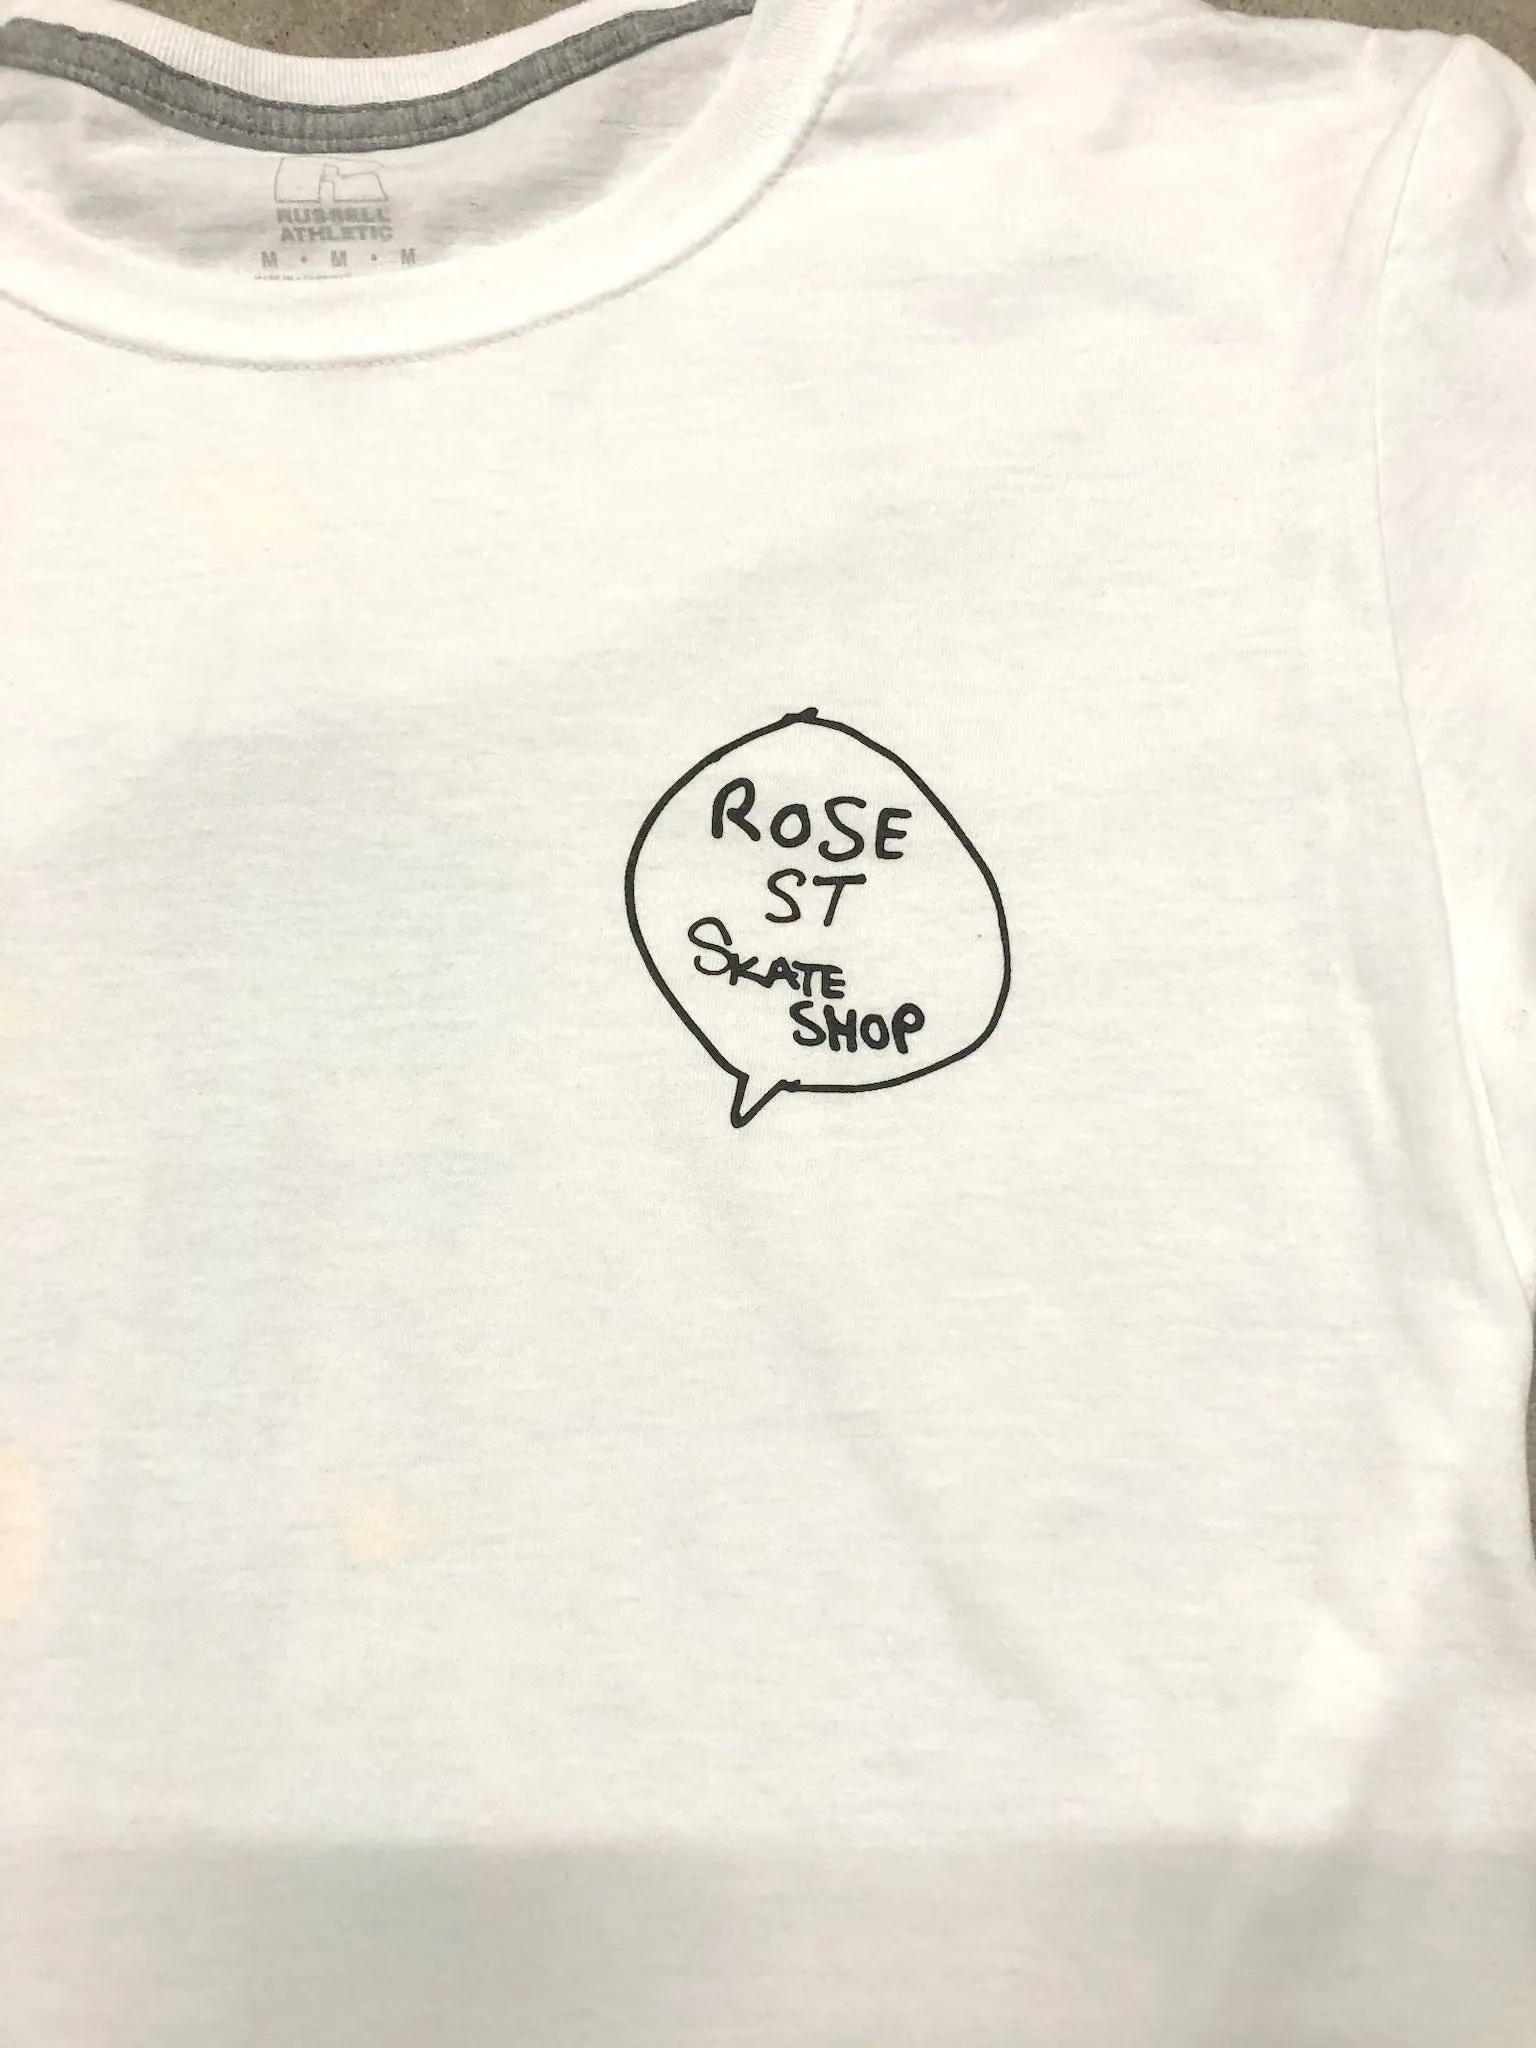 RUSSELL
ATHLETIC
M • M • M
ROSE
ST
SKATE
SHOP